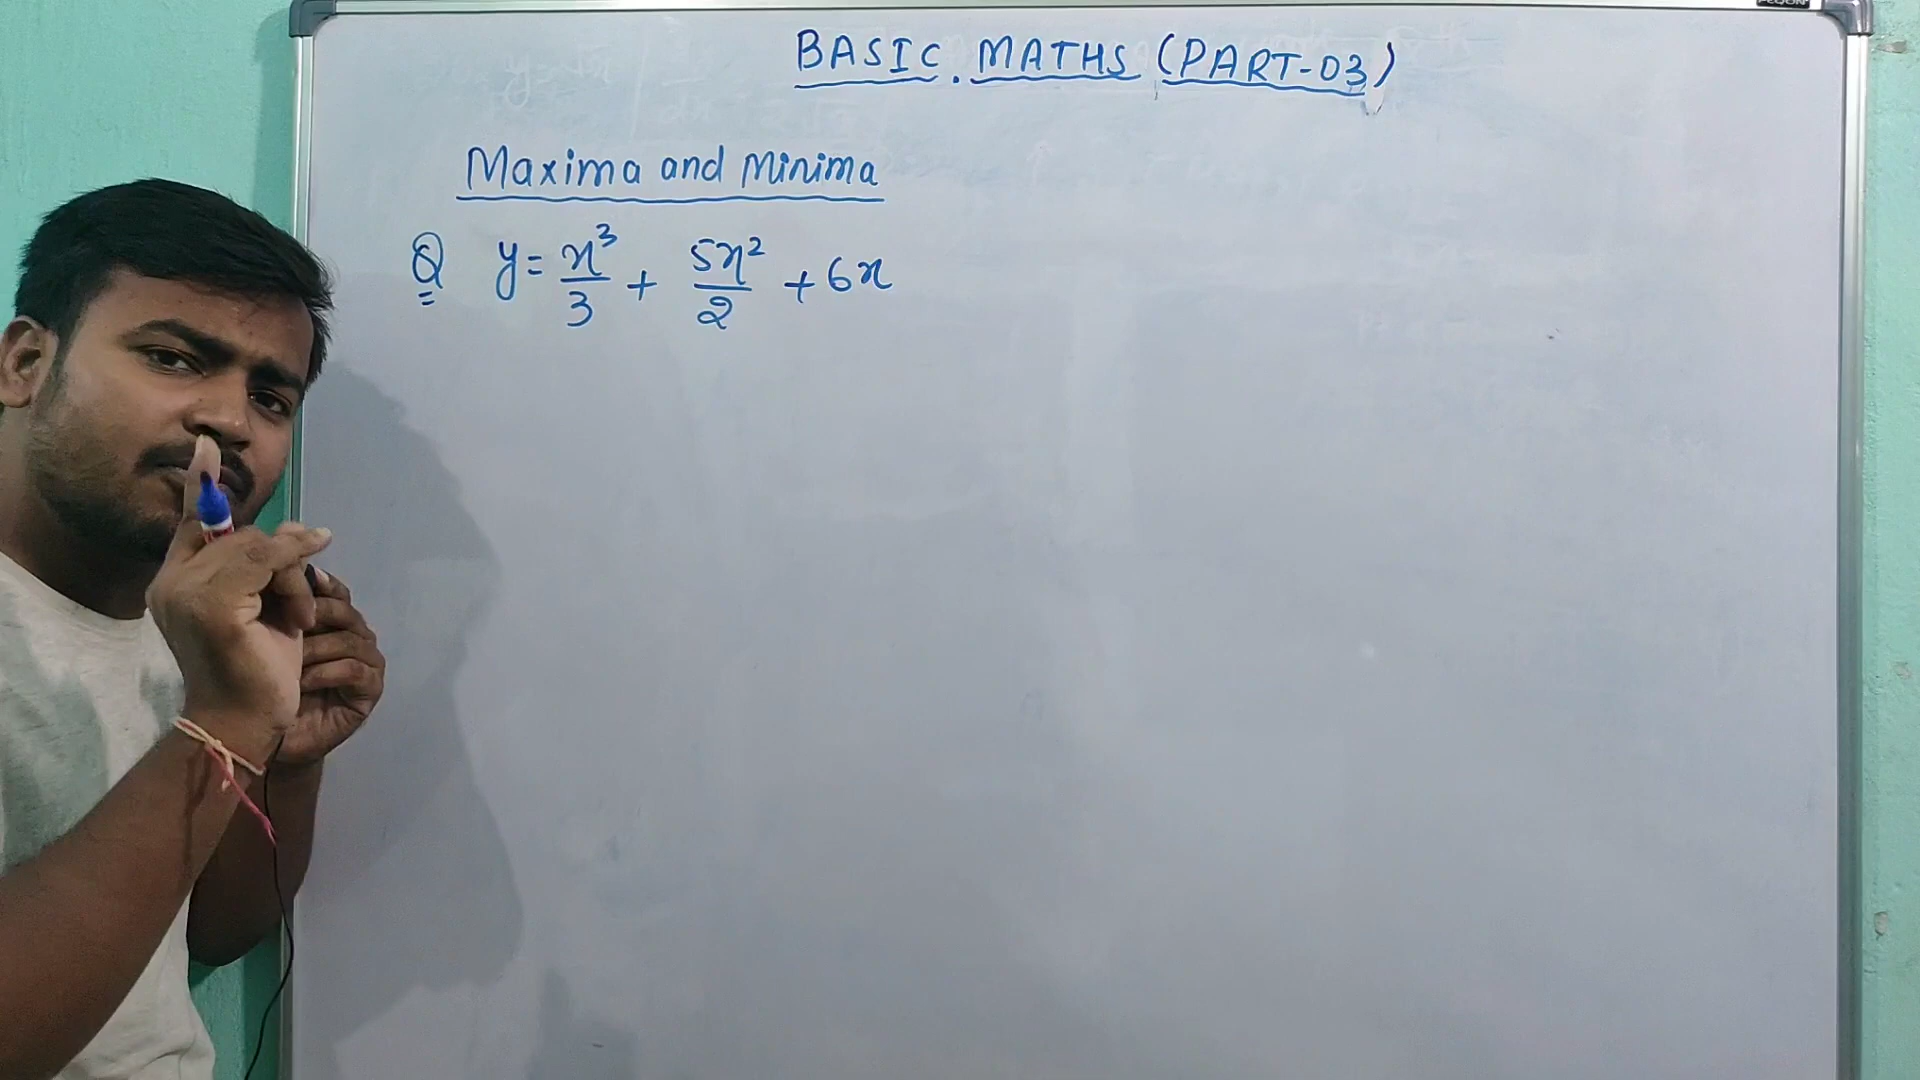 BASIC. MATHS (PART-03)
Maxima and Minima
Q y = x³/3 + 5x²/2 + 6x